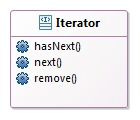 Iterator
hasNext()
next()
remove()